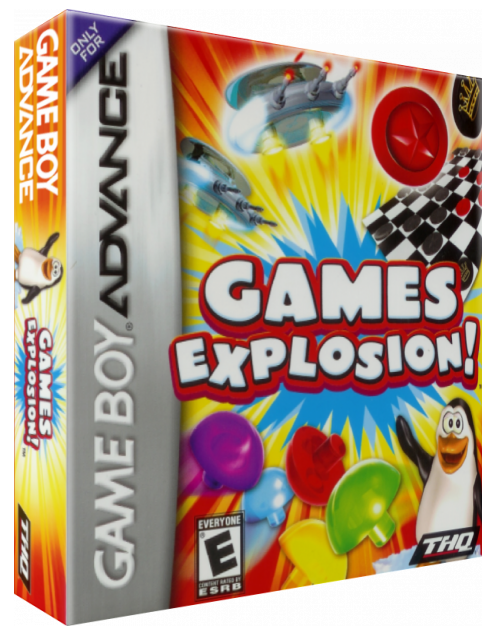 GAME BOY
ADVANCE
GAMES
EXPLOSION!
TM
THQ
ONLY
FOR
GAME BOY ADVANCE
GAMES
EXPLOSION!
EVERYONE
E
CONTENT RATED BY
ESRB
THQ